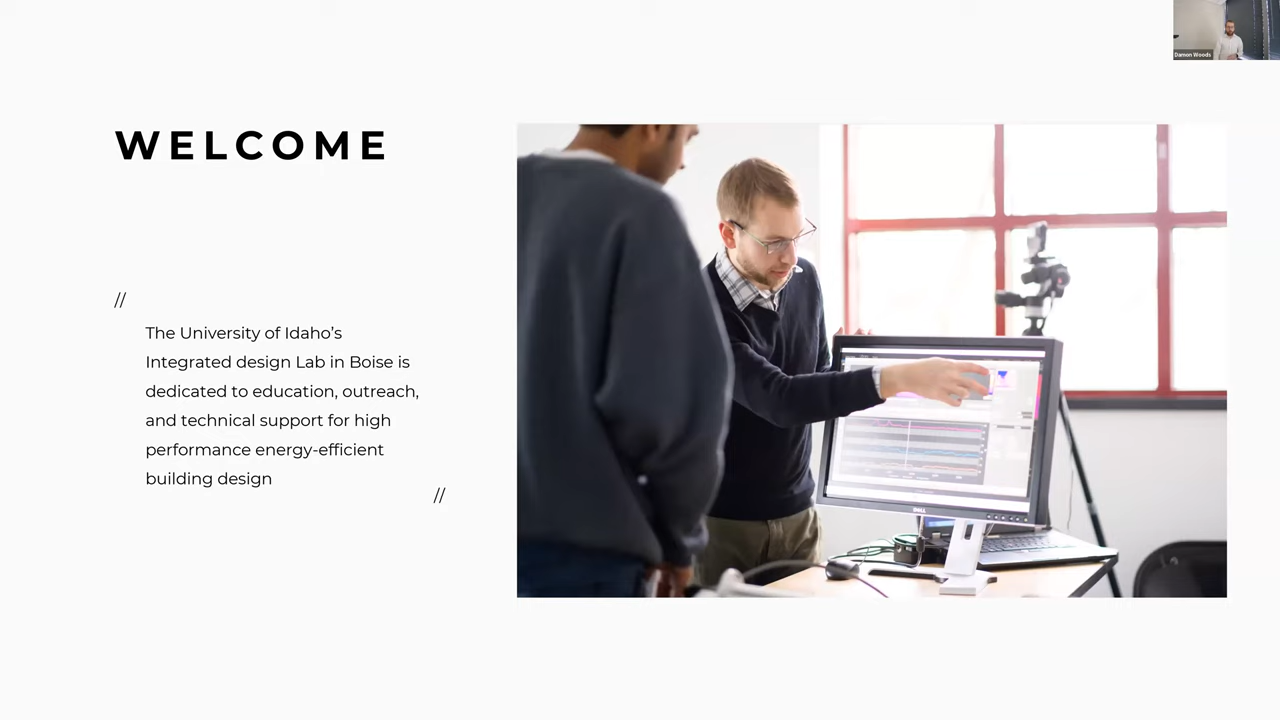 Damon Woods
WELCOME
//
The University of Idaho’s
Integrated design Lab in Boise is
dedicated to education, outreach,
and technical support for high
performance energy-efficient
building design
//
DELL